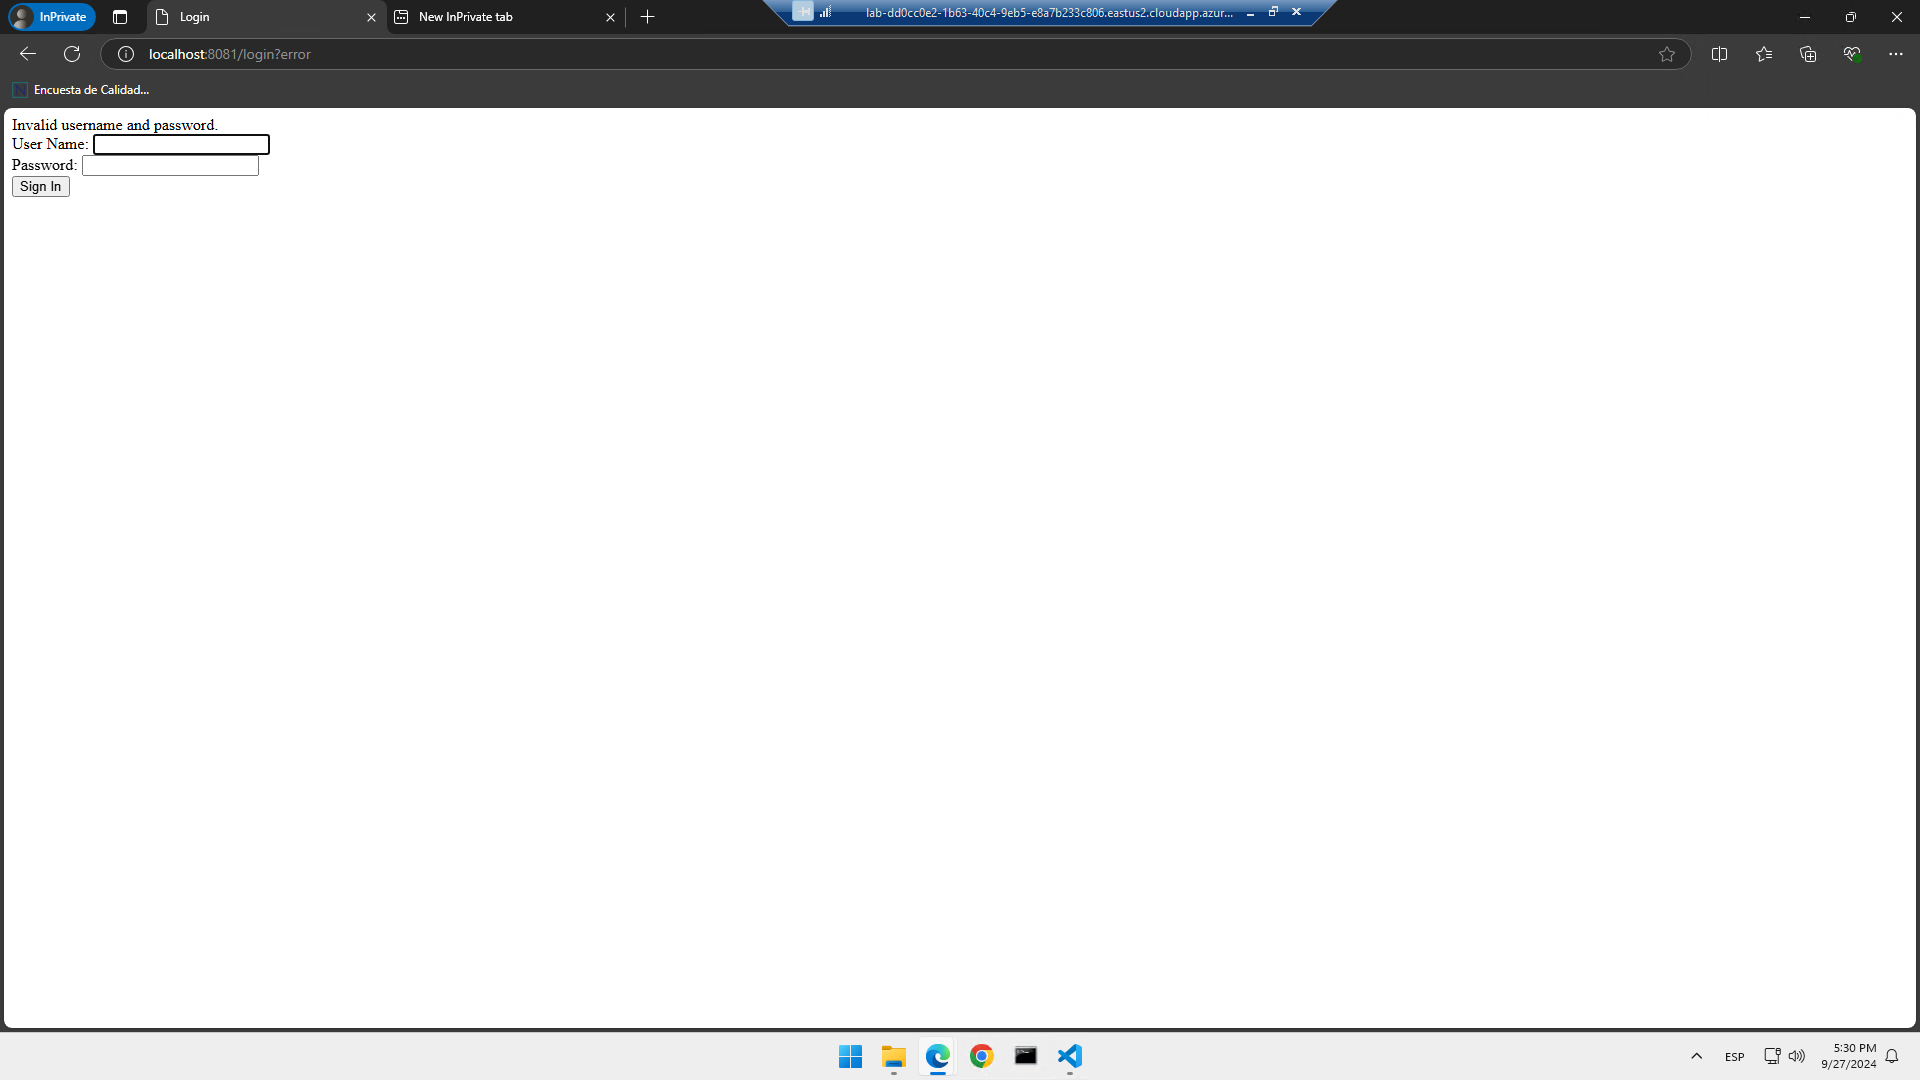 InPrivate
Login
New InPrivate tab
lab-dd0cc0e2-1b63-40c4-9eb5-e8a7b233c806.eastus2.cloudapp.azur...
localhost:8081/login?error
Encuesta de Calidad...
Invalid username and password.
User Name:
Password:
Sign In
ESP
5:30 PM
9/27/2024